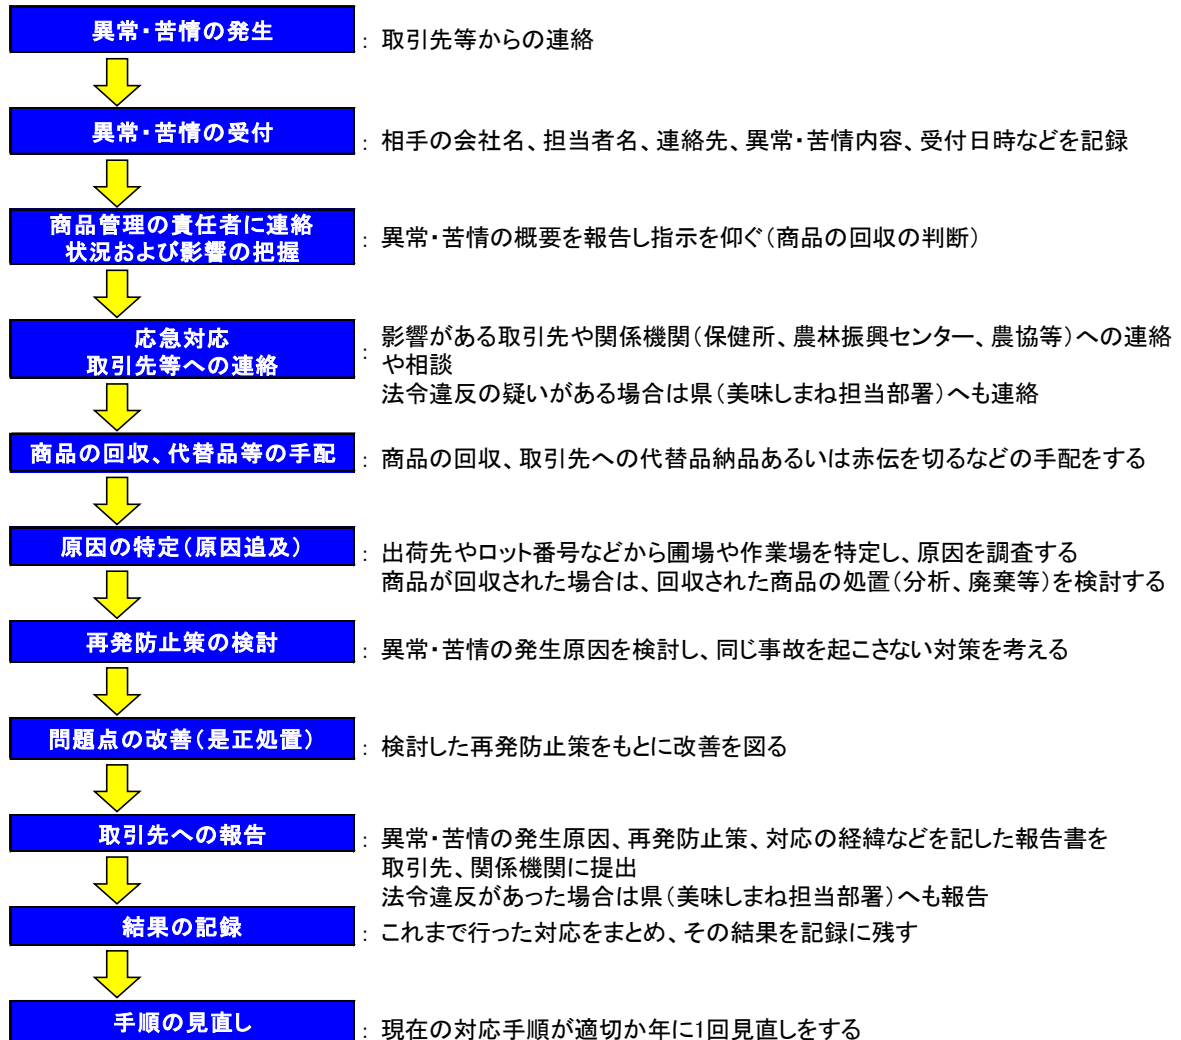 異常・苦情の発生
： 取引先等からの連絡
異常・苦情の受付
： 相手の会社名、担当者名、連絡先、異常・苦情内容、受付日時などを記録
商品管理の責任者に連絡
状況および影響の把握
： 異常・苦情の概要を報告し指示を仰ぐ（商品の回収の判断）
応急対応
取引先等への連絡
： 影響がある取引先や関係機関（保健所、農林振興センター、農協等）への連絡
や相談
法令違反の疑いがある場合は県（美味しまね担当部署）へも連絡
商品の回収、代替品等の手配
： 商品の回収、取引先への代替品納品あるいは赤伝を切るなどの手配をする
原因の特定（原因追及）
： 出荷先やロット番号などから圃場や作業場を特定し、原因を調査する
商品が回収された場合は、回収された商品の処置（分析、廃棄等）を検討する
再発防止策の検討
： 異常・苦情の発生原因を検討し、同じ事故を起こさない対策を考える
問題点の改善（是正処置）
： 検討した再発防止策をもとに改善を図る
取引先への報告
： 異常・苦情の発生原因、再発防止策、対応の経緯などを記した報告書を
取引先、関係機関に提出
法令違反があった場合は県（美味しまね担当部署）へも報告
結果の記録
： これまで行った対応をまとめ、その結果を記録に残す
手順の見直し
： 現在の対応手順が適切か年に1回見直しをする